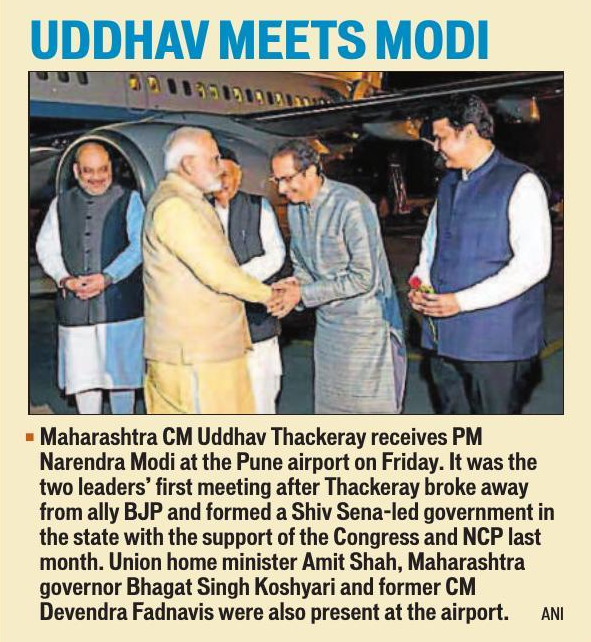 UDDHAV MEETS MODI
Maharashtra CM Uddhav Thackeray receives PM
Narendra Modi at the Pune airport on Friday. It was the
two leaders’ first meeting after Thackeray broke away
from ally BJP and formed a Shiv Sena-led government in
the state with the support of the Congress and NCP last
month. Union home minister Amit Shah, Maharashtra
governor Bhagat Singh Koshyari and former CM
Devendra Fadnavis were also present at the airport. ANI